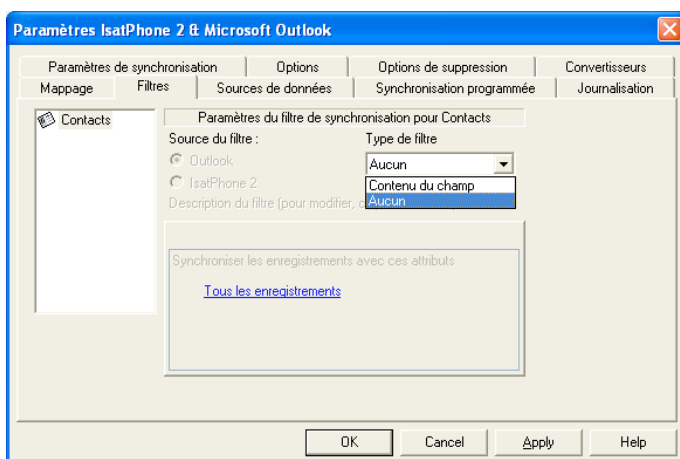 Paramètres IsatPhone 2 & Microsoft Outlook
Paramètres de synchronisation Options Options de suppression Convertisseurs
Mappage Filtres Sources de données Synchronisation programmée Journalisation
Contacts
Paramètres du filtre de synchronisation pour Contacts
Source du filtre : Type de filtre
Outlook Aucun
IsatPhone 2 Contenu du champ
Description du filtre (pour modifier, Aucun
Synchroniser les enregistrements avec ces attributs
Tous les enregistrements
OK Cancel Apply Help